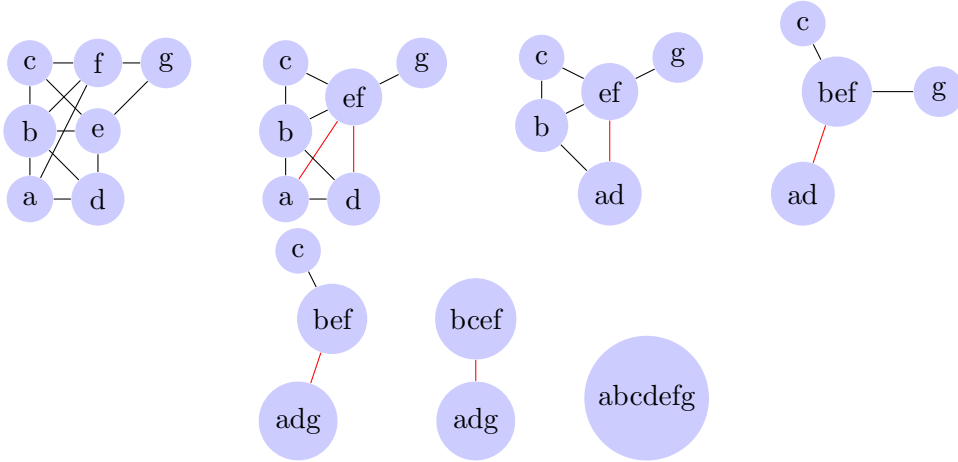 c f g
b e
a d
c ef g
b
a d
c ef g
b
ad
c
bef g
ad
c
bef
adg
bcef
adg
abcdefg